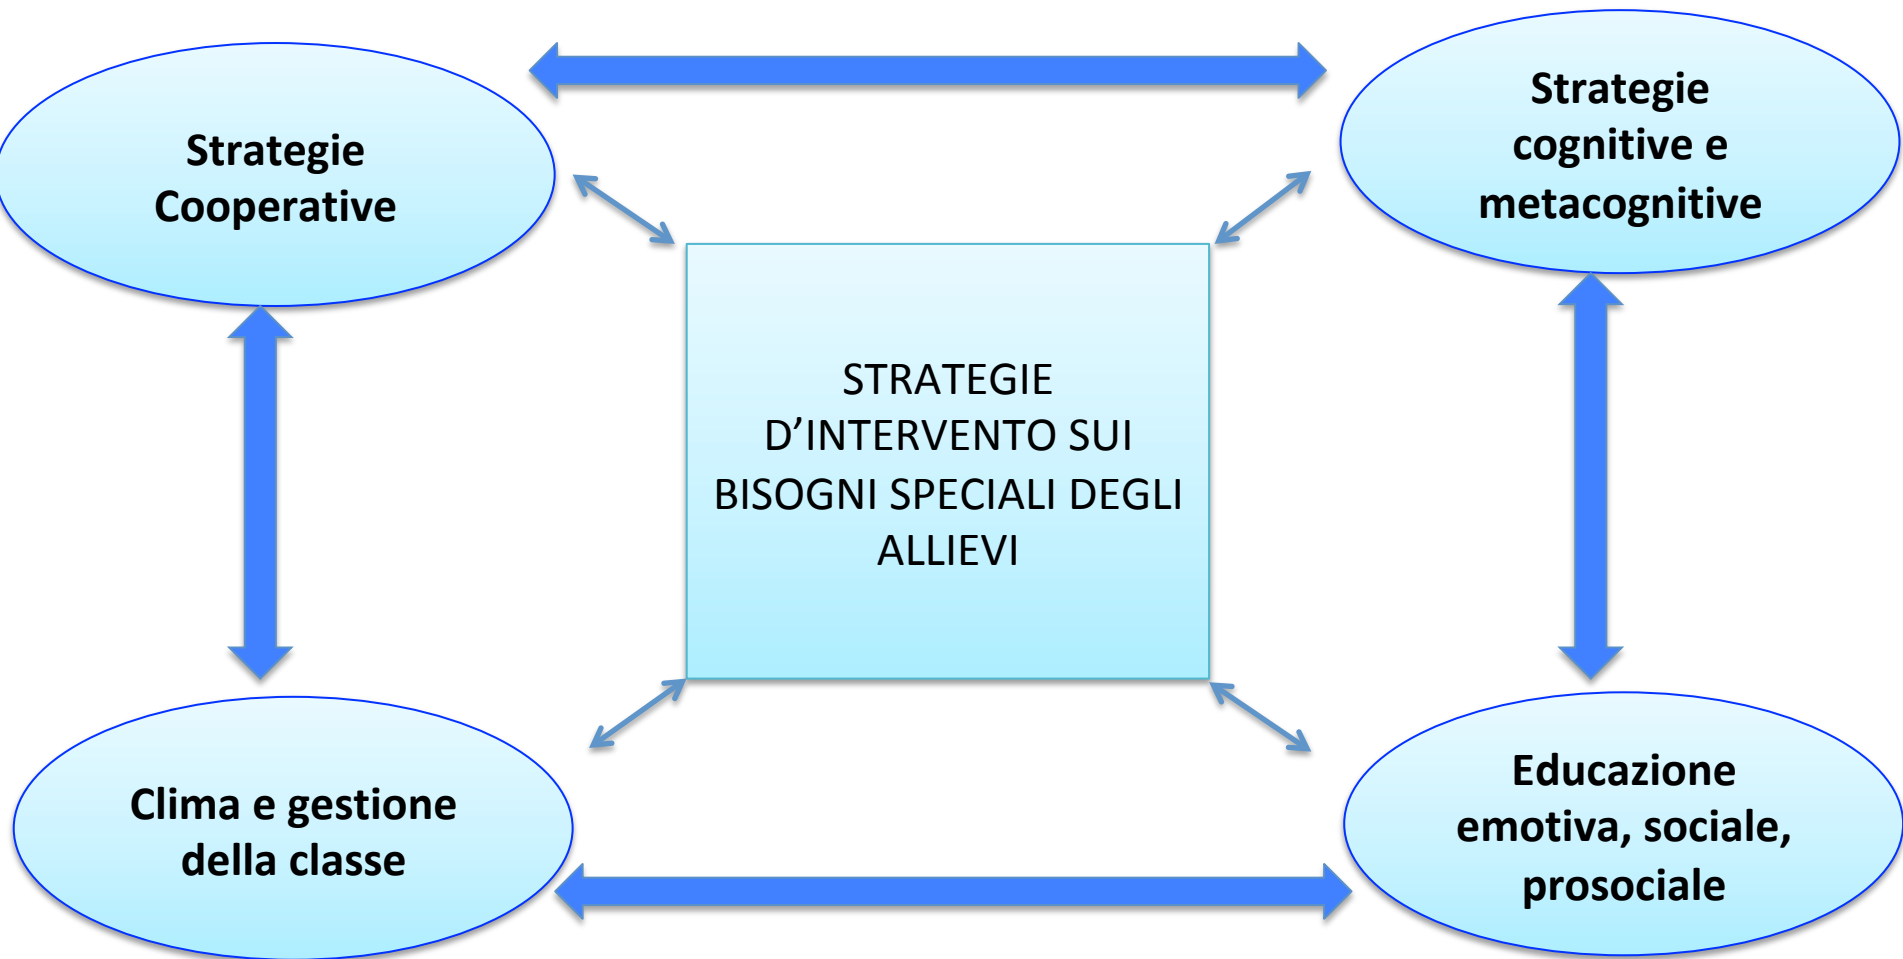 Strategie
Cooperative
Strategie
cognitive e
metacognitive
STRATEGIE
D’INTERVENTO SUI
BISOGNI SPECIALI DEGLI
ALLIEVI
Clima e gestione
della classe
Educazione
emotiva, sociale,
prosociale